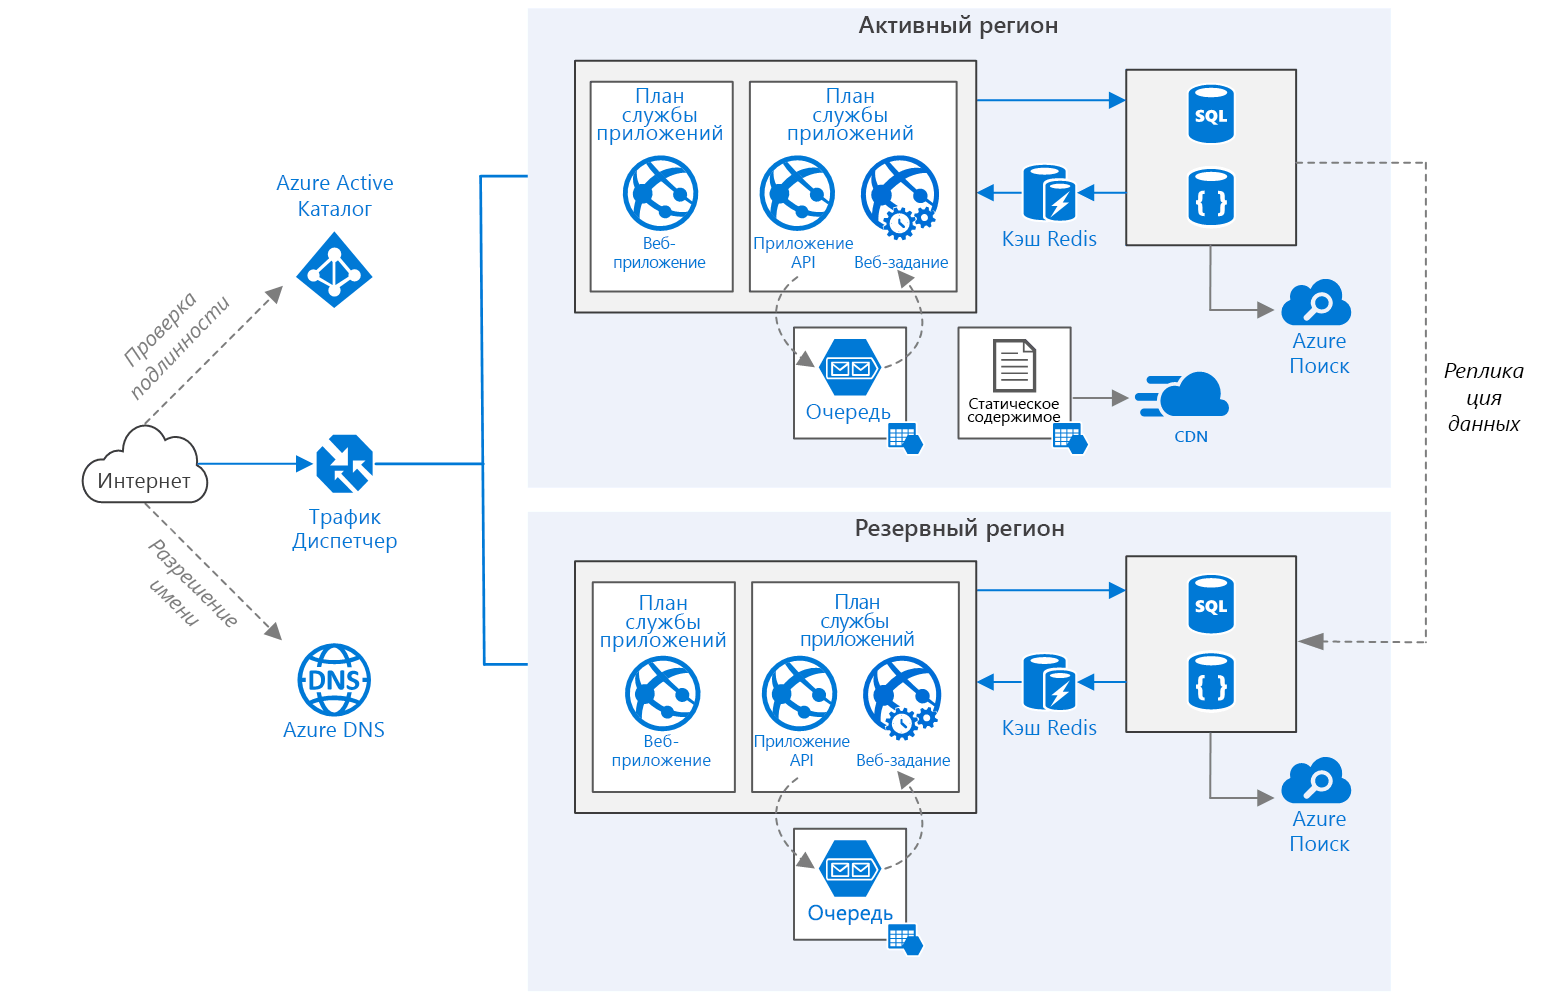 Активный регион
План
службы
приложений
Веб-
приложение
План
службы
приложений
Приложение
API
Веб-задание
SQL
{ }
Кэш Redis
Azure
Поиск
Очередь
Статическое
содержимое
CDN
Azure Active
Каталог
Проверка
подлинности
Интернет
Трафик
Диспетчер
Разрешение
имени
DNS
Azure DNS
Реплика
ция
данных
Резервный регион
План
службы
приложений
Веб-
приложение
План
службы
приложений
Приложение
API
Веб-задание
SQL
{ }
Кэш Redis
Azure
Поиск
Очередь